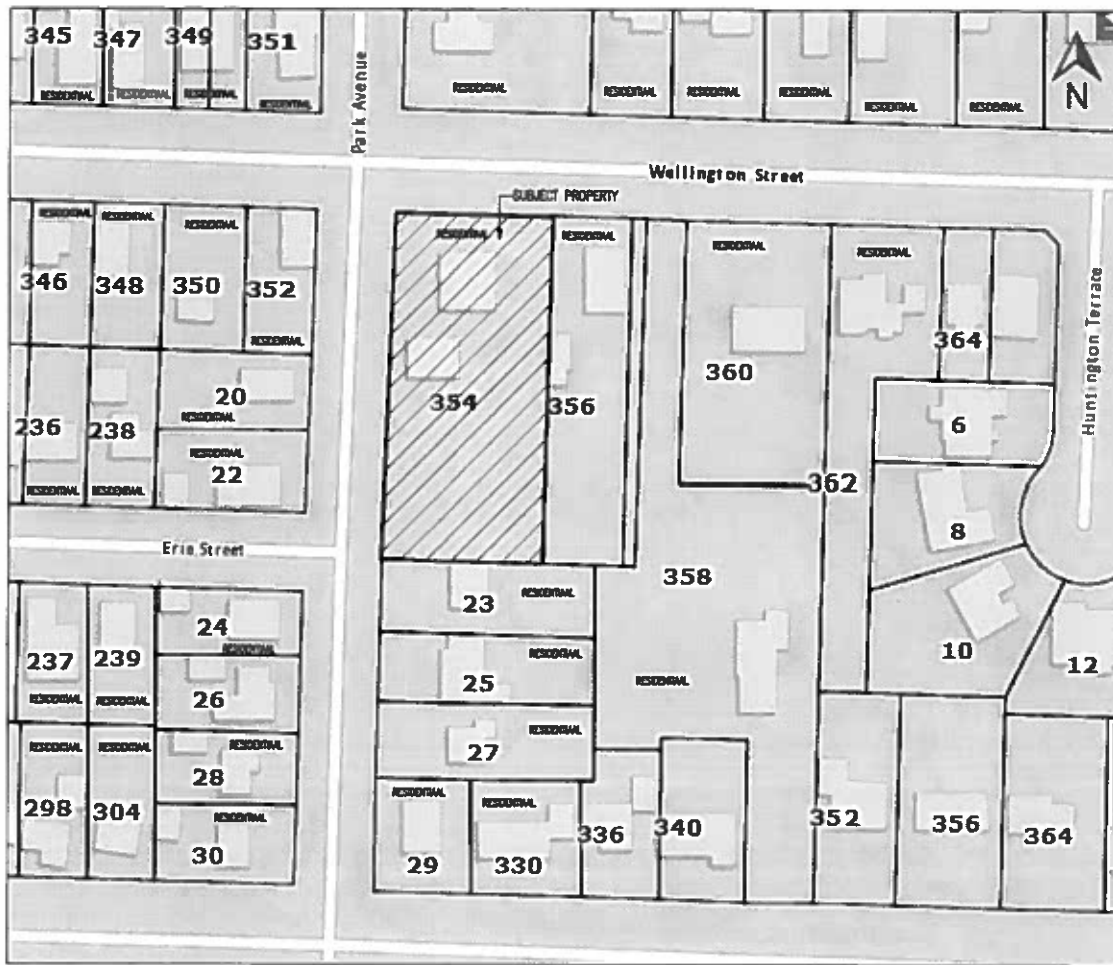 345
347
349
351
RESIDENTIAL
RESIDENTIAL
RESIDENTIAL
RESIDENTIAL
RESIDENTIAL
RESIDENTIAL
RESIDENTIAL
RESIDENTIAL
RESIDENTIAL
RESIDENTIAL
N
Park Avenue
Wellington Street
SUBJECT PROPERTY
RESIDENTIAL
RESIDENTIAL
RESIDENTIAL
RESIDENTIAL
RESIDENTIAL
RESIDENTIAL
RESIDENTIAL
RESIDENTIAL
346
348
350
352
RESIDENTIAL
Huntington Terrace
364
360
354
356
20
RESIDENTIAL
236
238
6
RESIDENTIAL
22
RESIDENTIAL
RESIDENTIAL
362
8
Erie Street
358
23
RESIDENTIAL
24
RESIDENTIAL
237
239
10
12
25
RESIDENTIAL
RESIDENTIAL
26
RESIDENTIAL
RESIDENTIAL
27
RESIDENTIAL
RESIDENTIAL
RESIDENTIAL
28
RESIDENTIAL
RESIDENTIAL
RESIDENTIAL
298
304
30
RESIDENTIAL
29
330
336
340
352
356
364